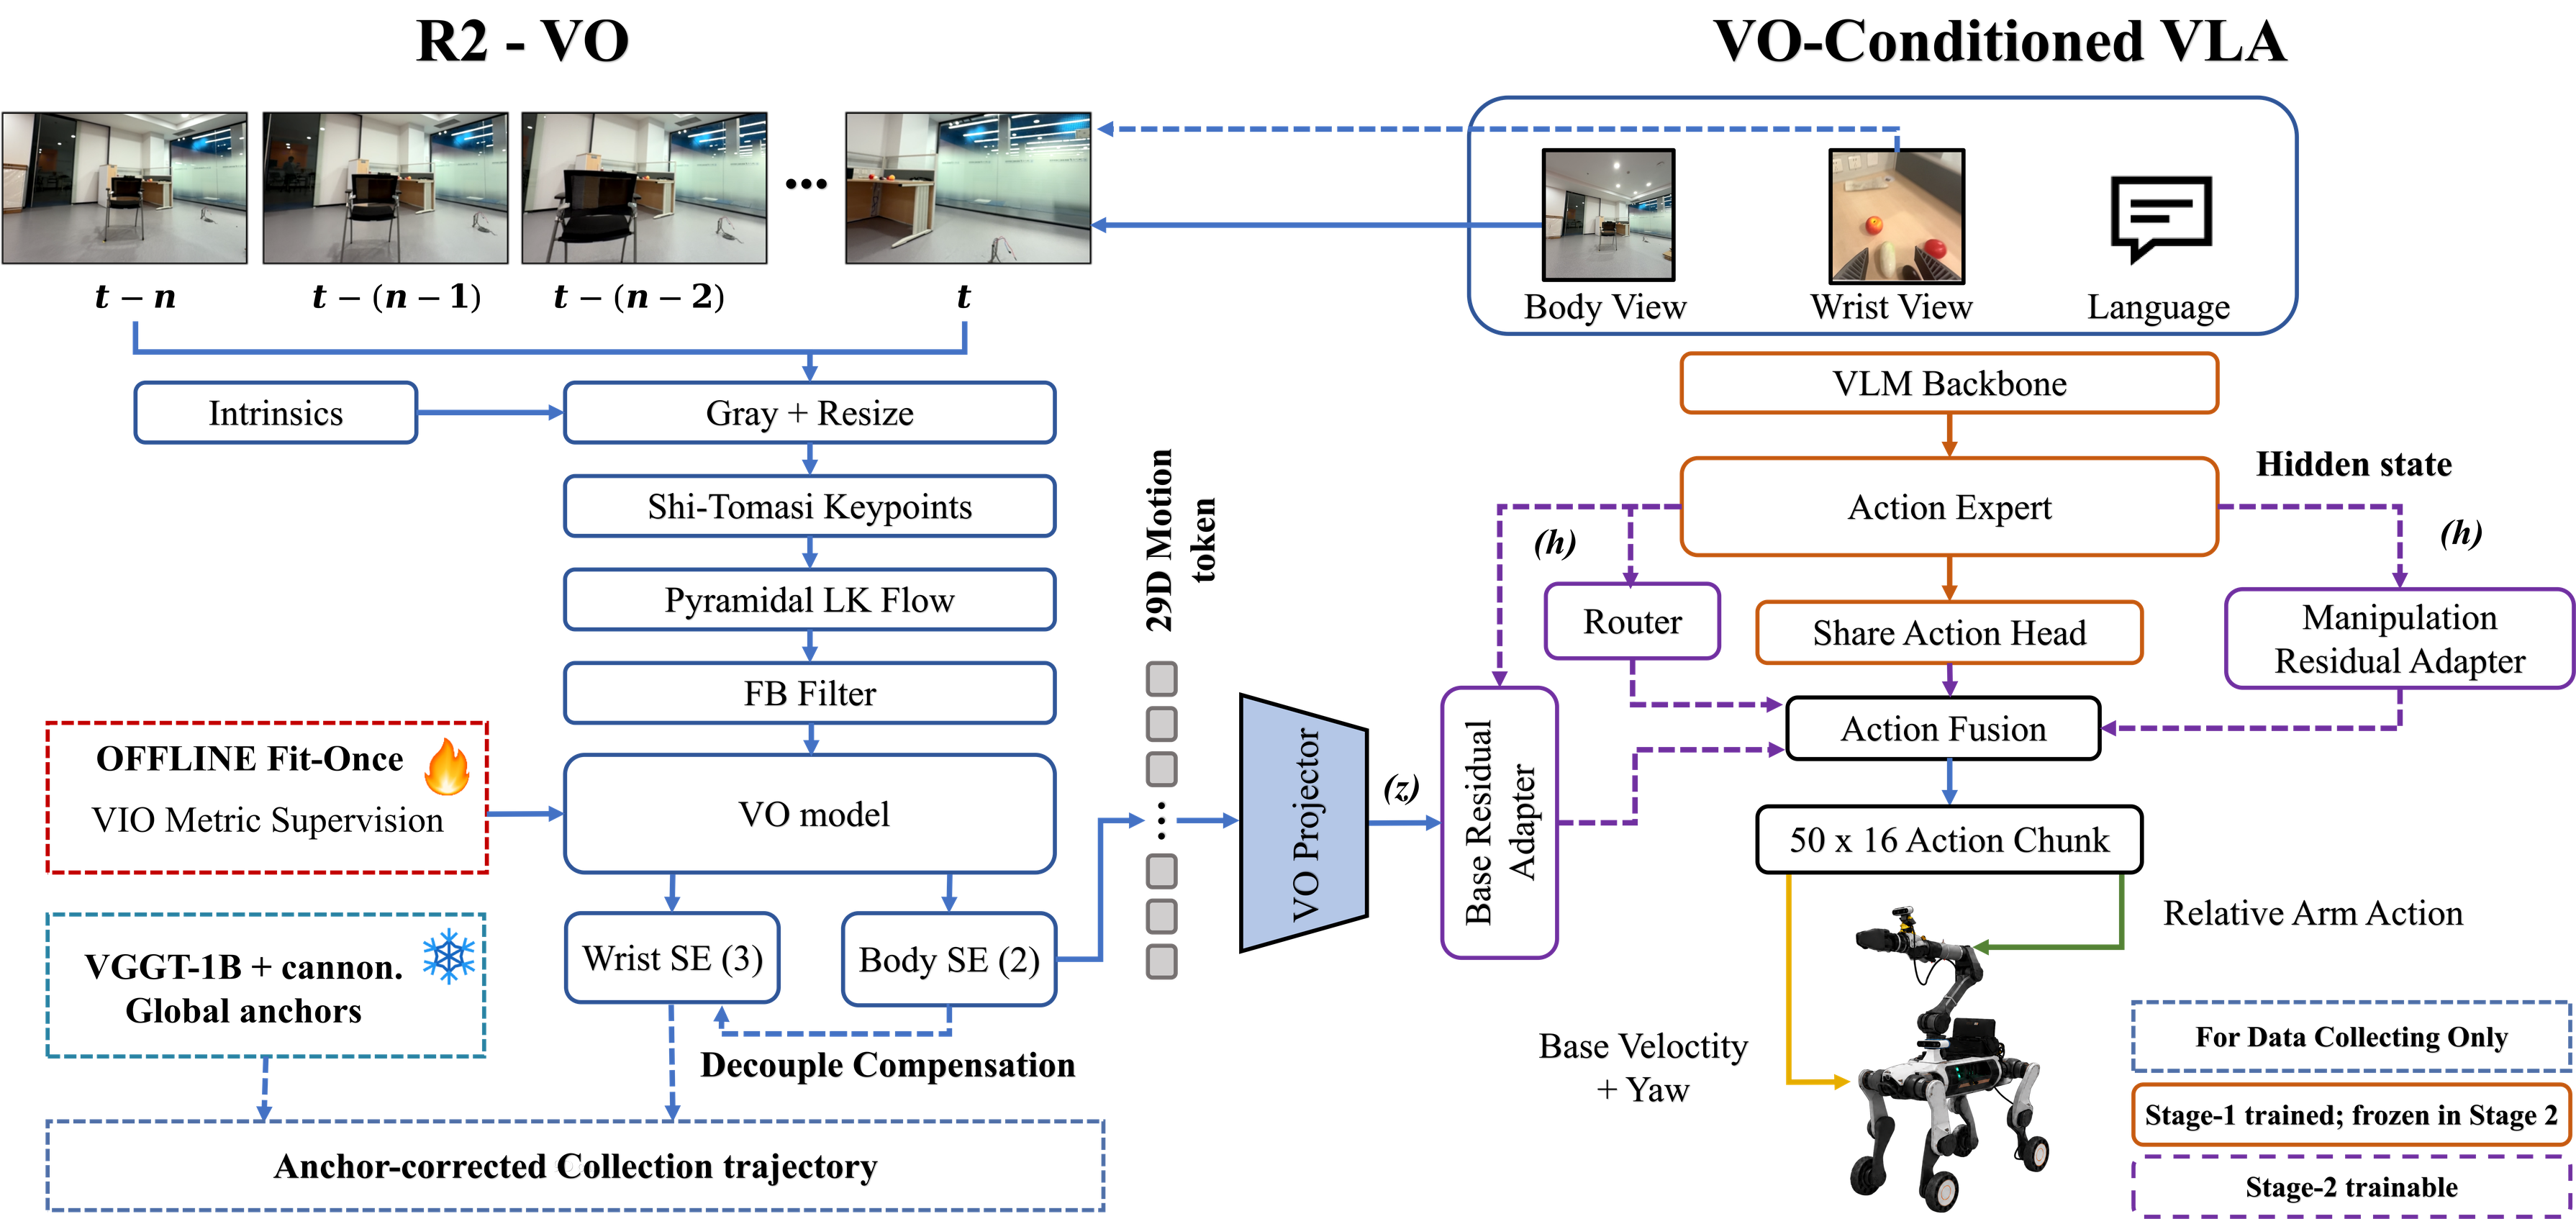 R2 - VO
VO-Conditioned VLA
t − n
t − (n − 1)
t − (n − 2)
...
t
Body View
Wrist View
Language
Intrinsics
Gray + Resize
Shi-Tomasi Keypoints
Pyramidal LK Flow
FB Filter
OFFLINE Fit-Once
VIO Metric Supervision
VO model
VGGT-1B + cannon.
Global anchors
Wrist SE (3)
Body SE (2)
Decouple Compensation
Anchor-corrected Collection trajectory
29D Motion
token
VO Projector
(z)
Base Residual
Adapter
VLM Backbone
Action Expert
Hidden state
(h)
(h)
Router
Share Action Head
Manipulation
Residual Adapter
Action Fusion
50 x 16 Action Chunk
Relative Arm Action
Base Veloctity
+ Yaw
For Data Collecting Only
Stage-1 trained; frozen in Stage 2
Stage-2 trainable